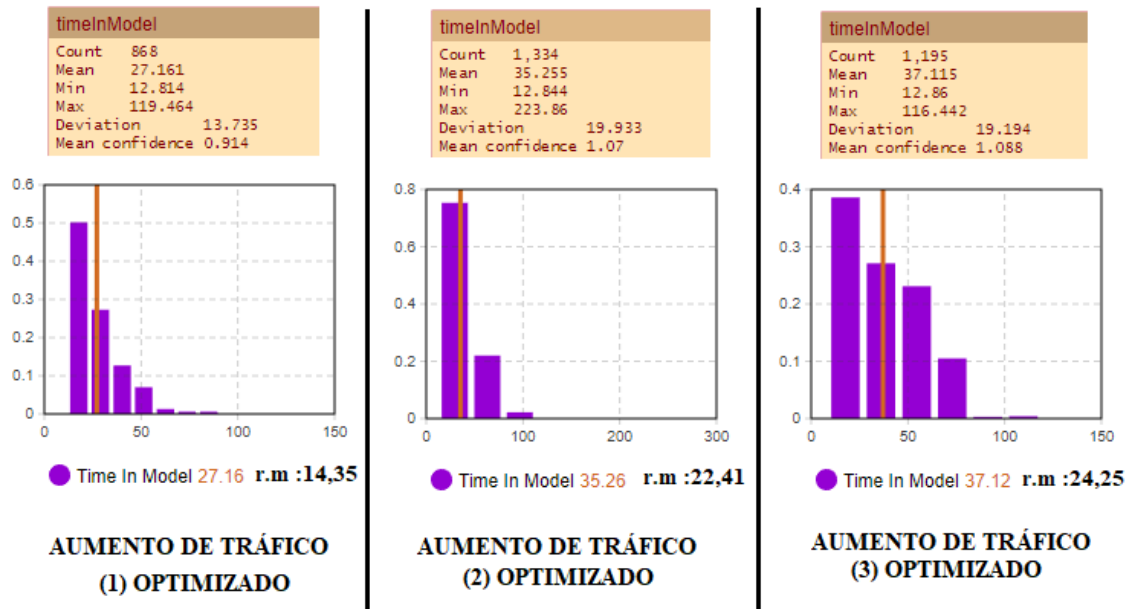 timeInModel
Count 868
Mean 27.161
Min 12.814
Max 119.464
Deviation 13.735
Mean confidence 0.914
0.6
0.5
0.4
0.3
0.2
0.1
0
0 50 100 150
Time In Model 27.16 r.m :14,35
AUMENTO DE TRÁFICO
(1) OPTIMIZADO
timeInModel
Count 1,334
Mean 35.255
Min 12.844
Max 223.86
Deviation 19.933
Mean confidence 1.07
0.8
0.6
0.4
0.2
0
0 100 200 300
Time In Model 35.26 r.m :22,41
AUMENTO DE TRÁFICO
(2) OPTIMIZADO
timeInModel
Count 1,195
Mean 37.115
Min 12.86
Max 116.442
Deviation 19.194
Mean confidence 1.088
0.4
0.3
0.2
0.1
0
0 50 100 150
Time In Model 37.12 r.m :24,25
AUMENTO DE TRÁFICO
(3) OPTIMIZADO